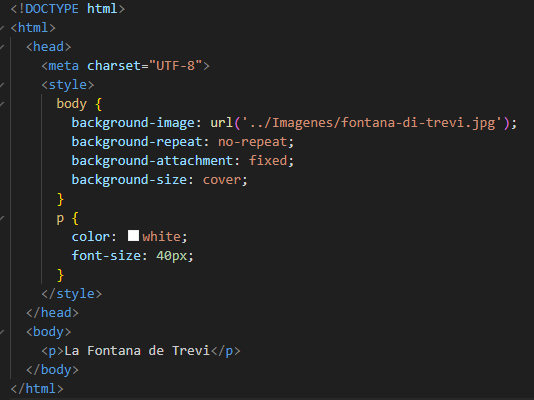 <!DOCTYPE html>
<html>
<head>
<meta charset="UTF-8">
<style>
body {
background-image: url('../Imagenes/fontana-di-trevi.jpg');
background-repeat: no-repeat;
background-attachment: fixed;
background-size: cover;
}
p {
color: white;
font-size: 40px;
}
</style>
</head>
<body>
<p>La Fontana de Trevi</p>
</body>
</html>